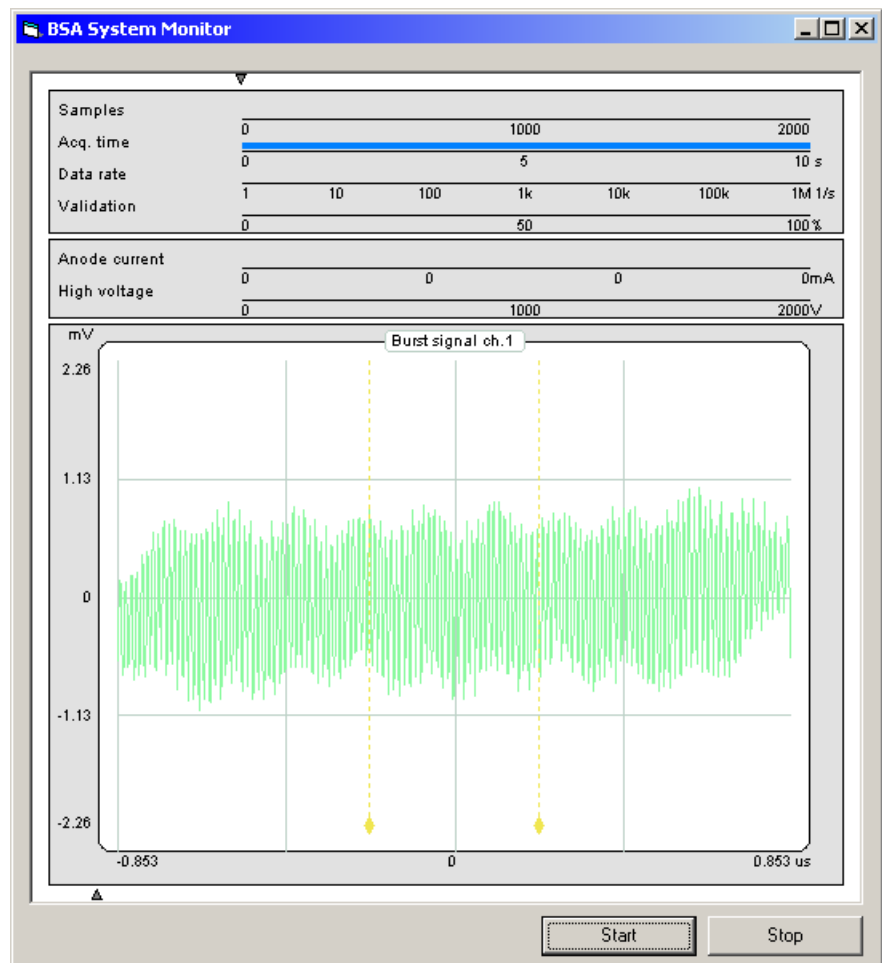 BSA System Monitor
Samples
0 1000 2000
Acq. time
0 5 10 s
Data rate
1 10 100 1k 10k 100k 1M 1/s
Validation
0 50 100 %
Anode current
0 0 0 0mA
High voltage
0 1000 2000V
mV
Burst signal ch.1
2.26
1.13
0
-1.13
-2.26
-0.853 0 0.853 us
Start Stop